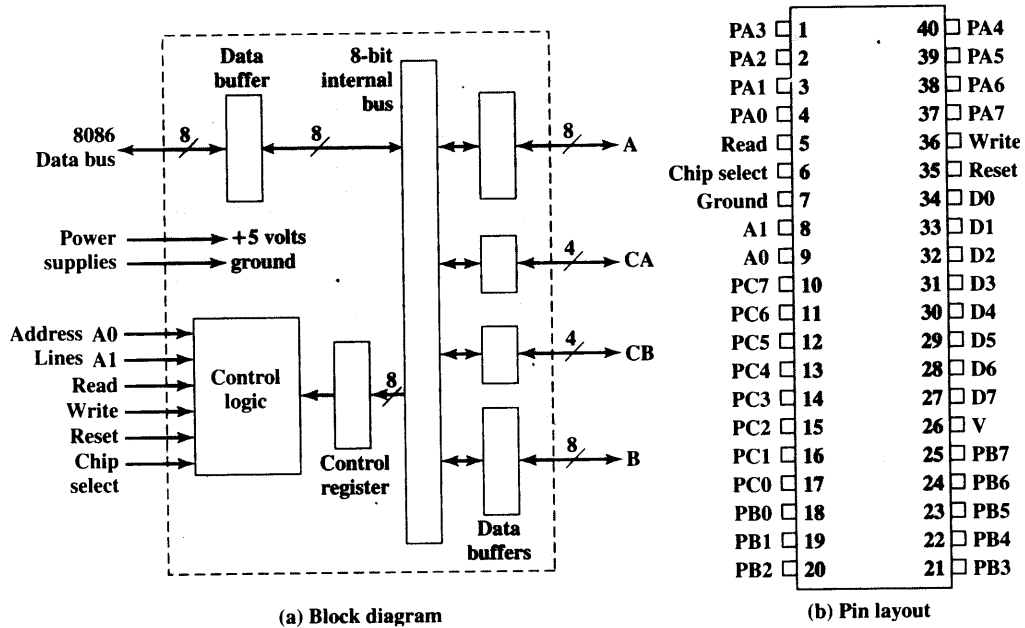 Data
buffer
8-bit
internal
bus
8086
Data bus
8
8
8
A
Power
supplies
+5 volts
ground
4
CA
Address A0
Lines A1
Read
Write
Reset
Chip
select
Control
logic
8
Control
register
4
CB
8
B
Data
buffers
(a) Block diagram
PA3 1
PA2 2
PA1 3
PA0 4
Read 5
Chip select 6
Ground 7
A1 8
A0 9
PC7 10
PC6 11
PC5 12
PC4 13
PC3 14
PC2 15
PC1 16
PC0 17
PB0 18
PB1 19
PB2 20
40 PA4
39 PA5
38 PA6
37 PA7
36 Write
35 Reset
34 D0
33 D1
32 D2
31 D3
30 D4
29 D5
28 D6
27 D7
26 V
25 PB7
24 PB6
23 PB5
22 PB4
21 PB3
(b) Pin layout